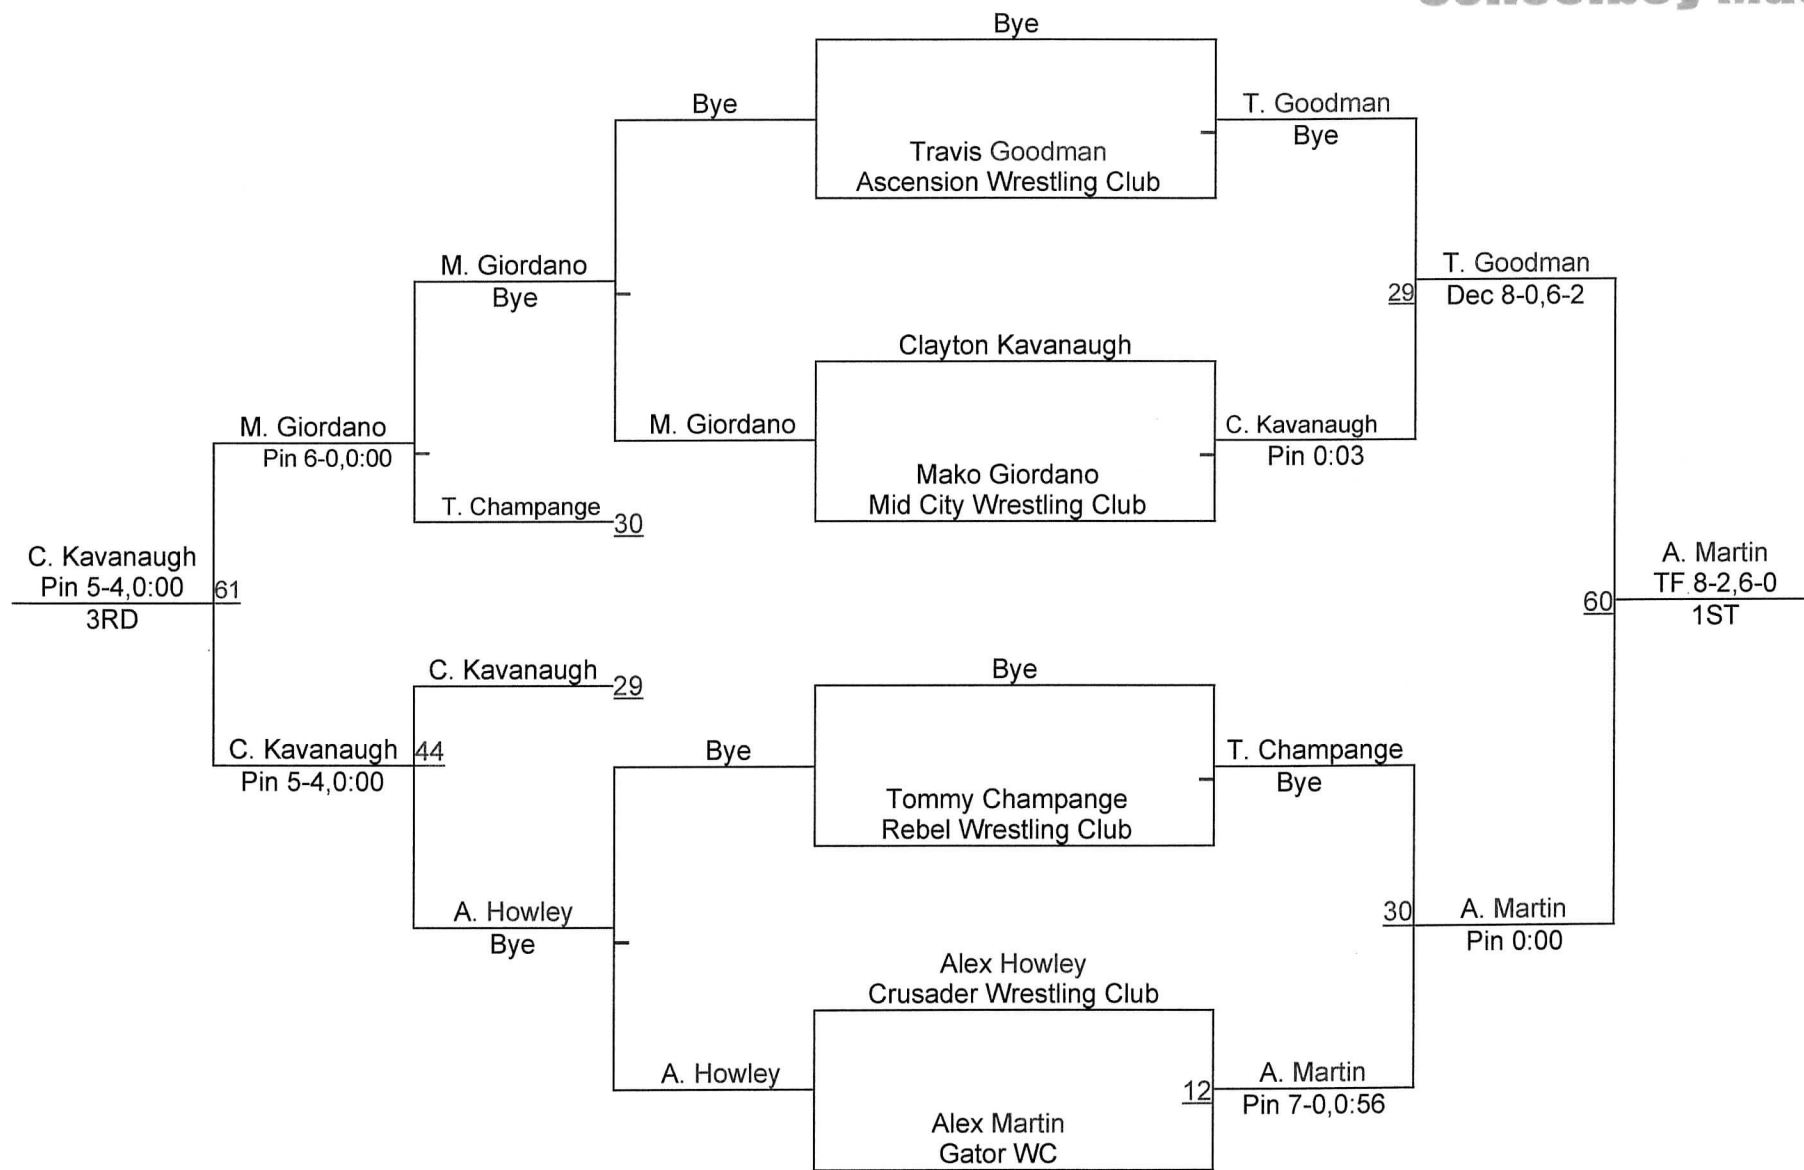 Bye
Bye
T. Goodman
Bye
Travis Goodman
Ascension Wrestling Club
M. Giordano
Bye
T. Goodman
Dec 8-0,6-2
29
Clayton Kavanaugh
M. Giordano
Pin 6-0,0:00
M. Giordano
C. Kavanaugh
Pin 0:03
Mako Giordano
Mid City Wrestling Club
T. Champange
30
C. Kavanaugh
Pin 5-4,0:00
3RD
61
A. Martin
TF 8-2,6-0
1ST
60
C. Kavanaugh
29
Bye
C. Kavanaugh
Pin 5-4,0:00
44
Bye
T. Champange
Bye
Tommy Champange
Rebel Wrestling Club
A. Howley
Bye
30
A. Martin
Pin 0:00
Alex Howley
Crusader Wrestling Club
A. Howley
12
A. Martin
Pin 7-0,0:56
Alex Martin
Gator WC